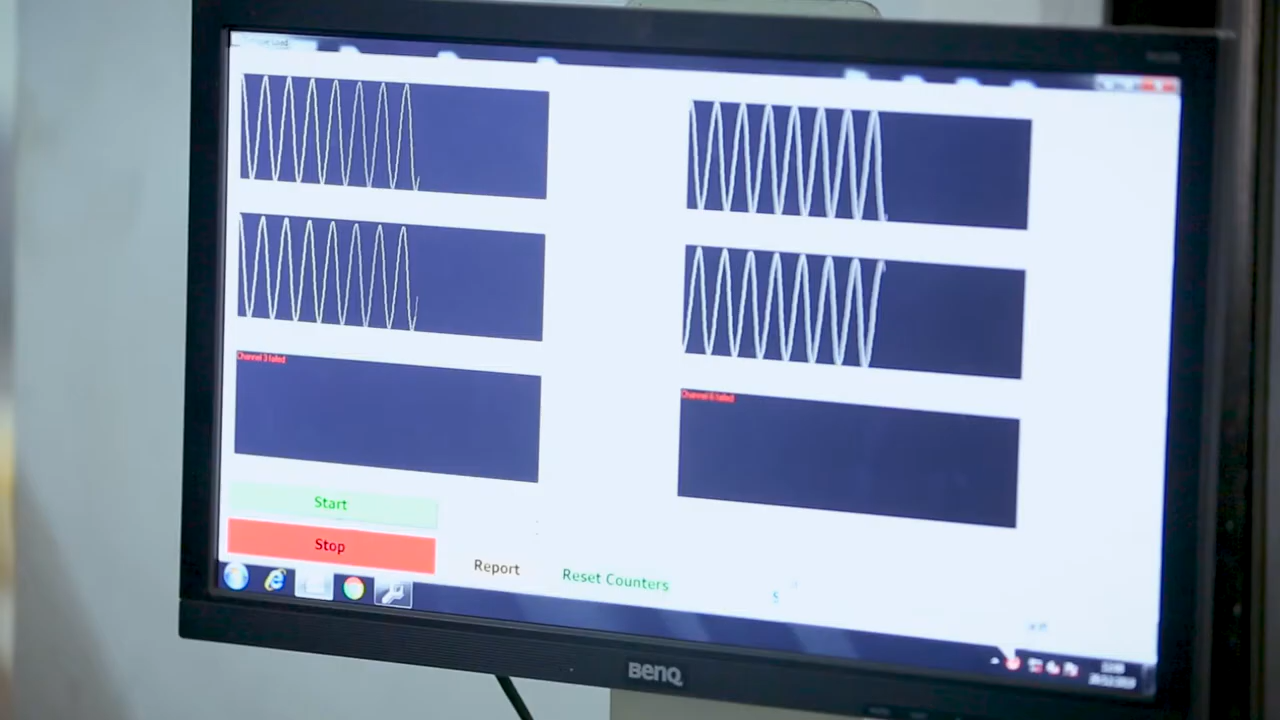 Channel 3 failed
Channel 6 failed
Start
Stop
Report
Reset Counters
S
BenQ